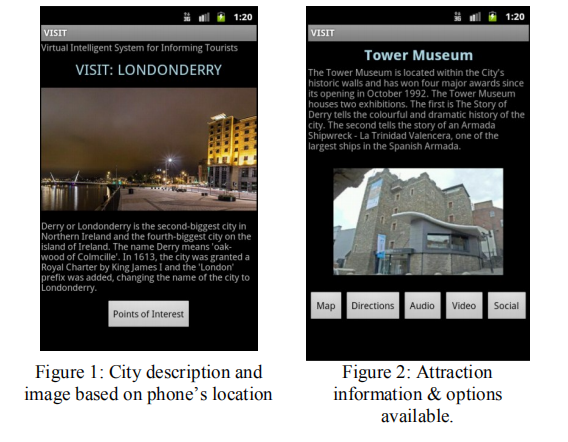 3G 1:20
VISIT
Virtual Intelligent System for Informing Tourists
VISIT: LONDONDERRY
Derry or Londonderry is the second-biggest city in
Northern Ireland and the fourth-biggest city on the
island of Ireland. The name Derry means 'oak-
wood of Colmcille'. In 1613, the city was granted a
Royal Charter by King James I and the 'London'
prefix was added, changing the name of the city to
Londonderry.
Points of Interest
Figure 1: City description and
image based on phone's location
3G 1:20
VISIT
Tower Museum
The Tower Museum is located within the City's
historic walls and has won four major awards since
its opening in October 1992. The Tower Museum
houses two exhibitions. The first is The Story of
Derry tells the colourful and dramatic history of the
city. The second tells the story of an Armada
Shipwreck - La Trinidad Valencera, one of the
largest ships in the Spanish Armada.
Map Directions Audio Video Social
Figure 2: Attraction
information & options
available.